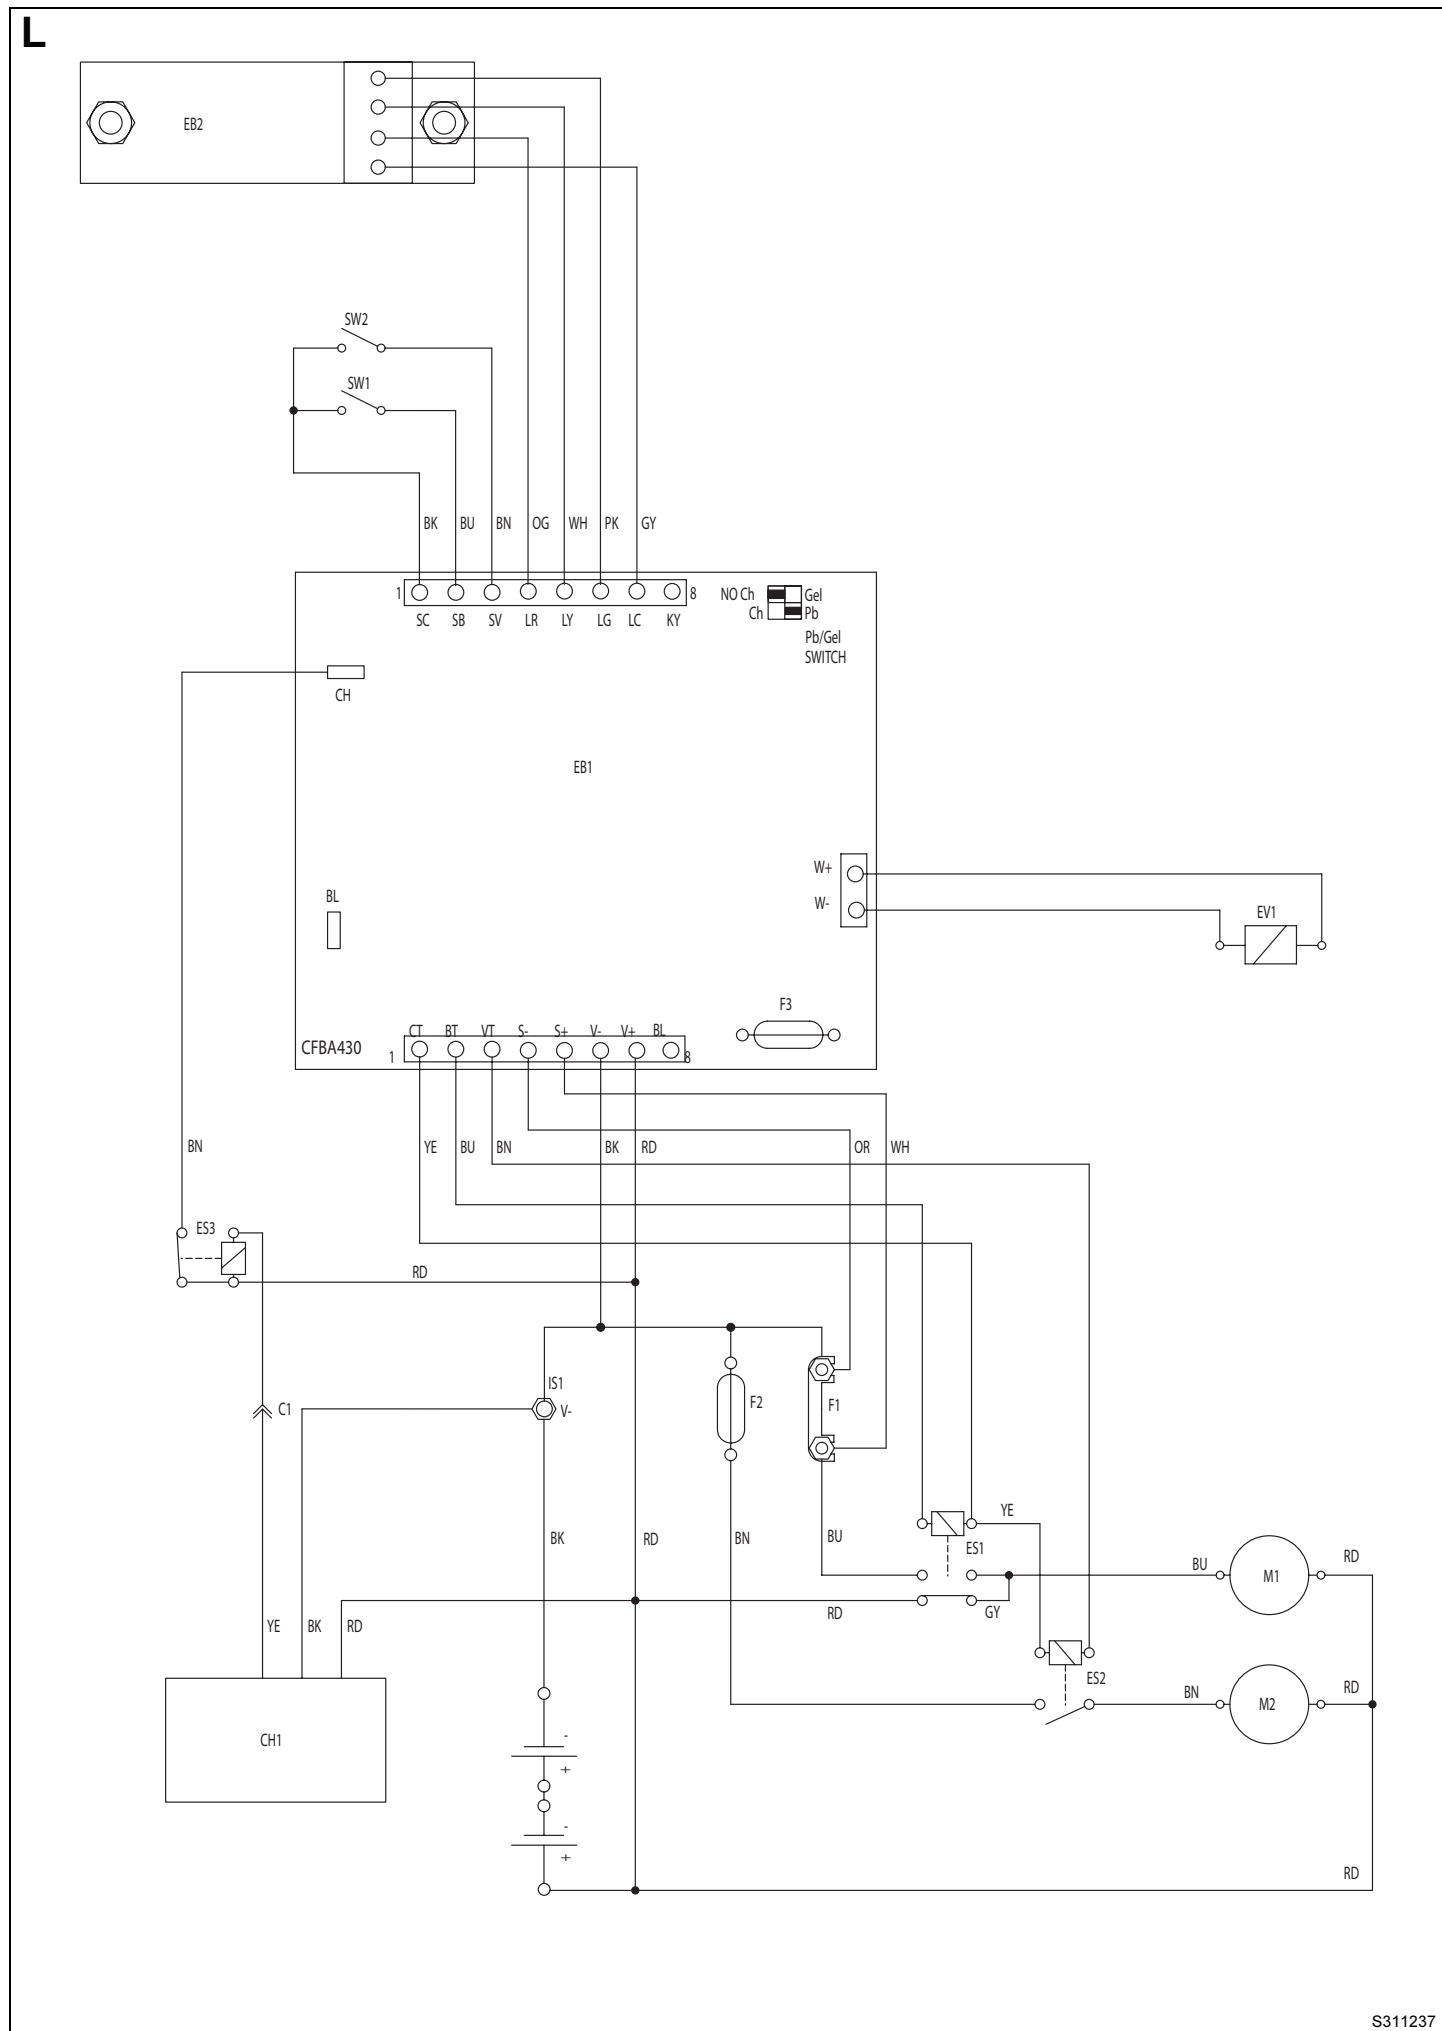 L
EB2
SW2
SW1
BK BU BN OG WH PK GY
1 8 NO Ch Gel
Ch Pb
SC SB SV LR LY LG LC KY
Pb/Gel
SWITCH
CH
EB1
W+
BL
W-
EV1
F3
CT BT VT S- S+ V- V+ BL
CFBA430 1 8
BN YE BU BN BK RD OR WH
ES3
RD
IS1
C1 V- F2 F1
YE
BK RD BN BU ES1
BU M1 RD
RD GY
YE BK RD
ES2
BN M2 RD
CH1
-
+
-
+
RD
S311237